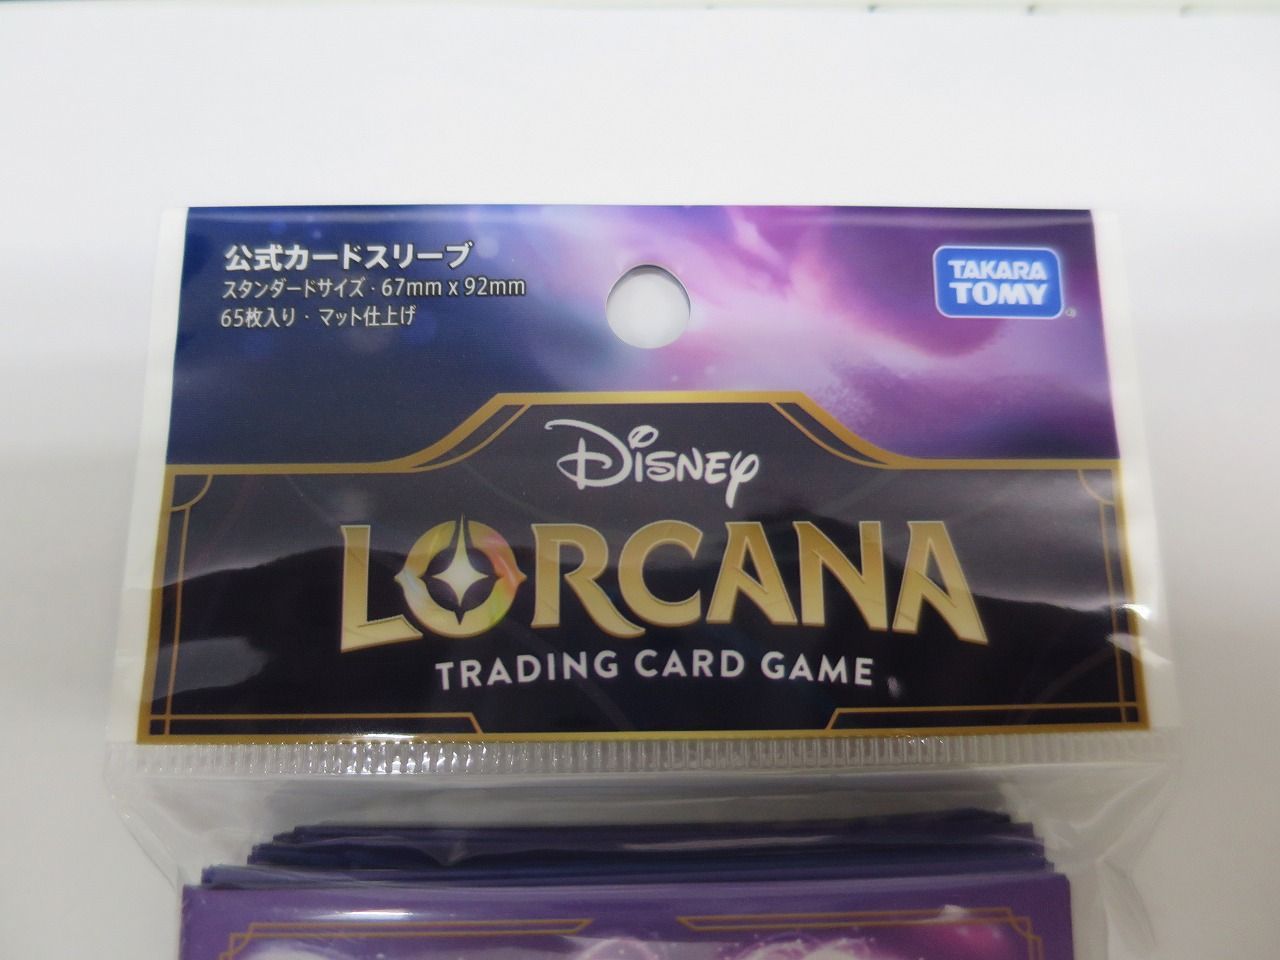 公式カードスリーブ
スタンダードサイズ・67mm x 92mm
65枚入り・マット仕上げ
TAKARA
TOMY
Disney
LORCANA
TRADING CARD GAME